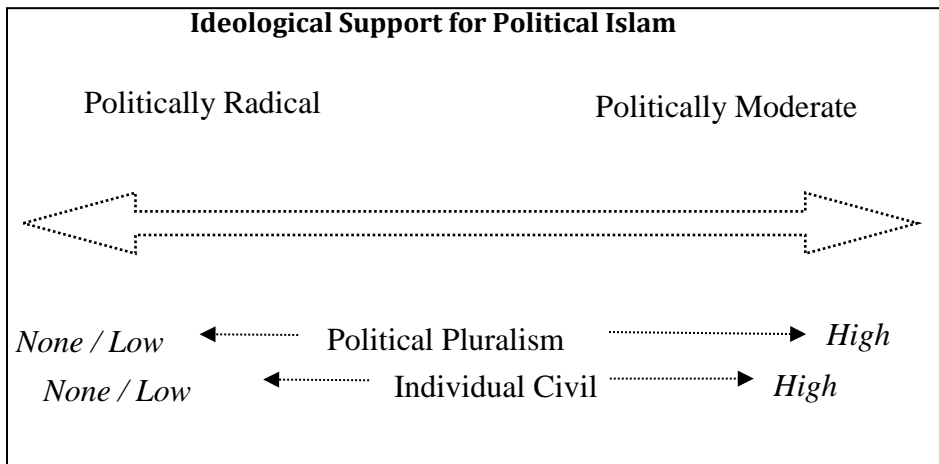 Ideological Support for Political Islam
Politically Radical Politically Moderate
None / Low Political Pluralism High
None / Low Individual Civil High